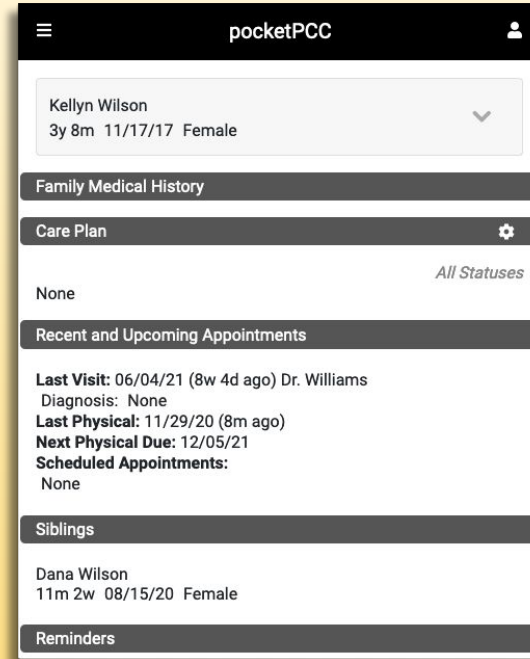 pocketPCC
Kellyn Wilson
3y 8m 11/17/17 Female
Family Medical History
Care Plan
All Statuses
None
Recent and Upcoming Appointments
Last Visit: 06/04/21 (8w 4d ago) Dr. Williams
Diagnosis: None
Last Physical: 11/29/20 (8m ago)
Next Physical Due: 12/05/21
Scheduled Appointments:
None
Siblings
Dana Wilson
11m 2w 08/15/20 Female
Reminders